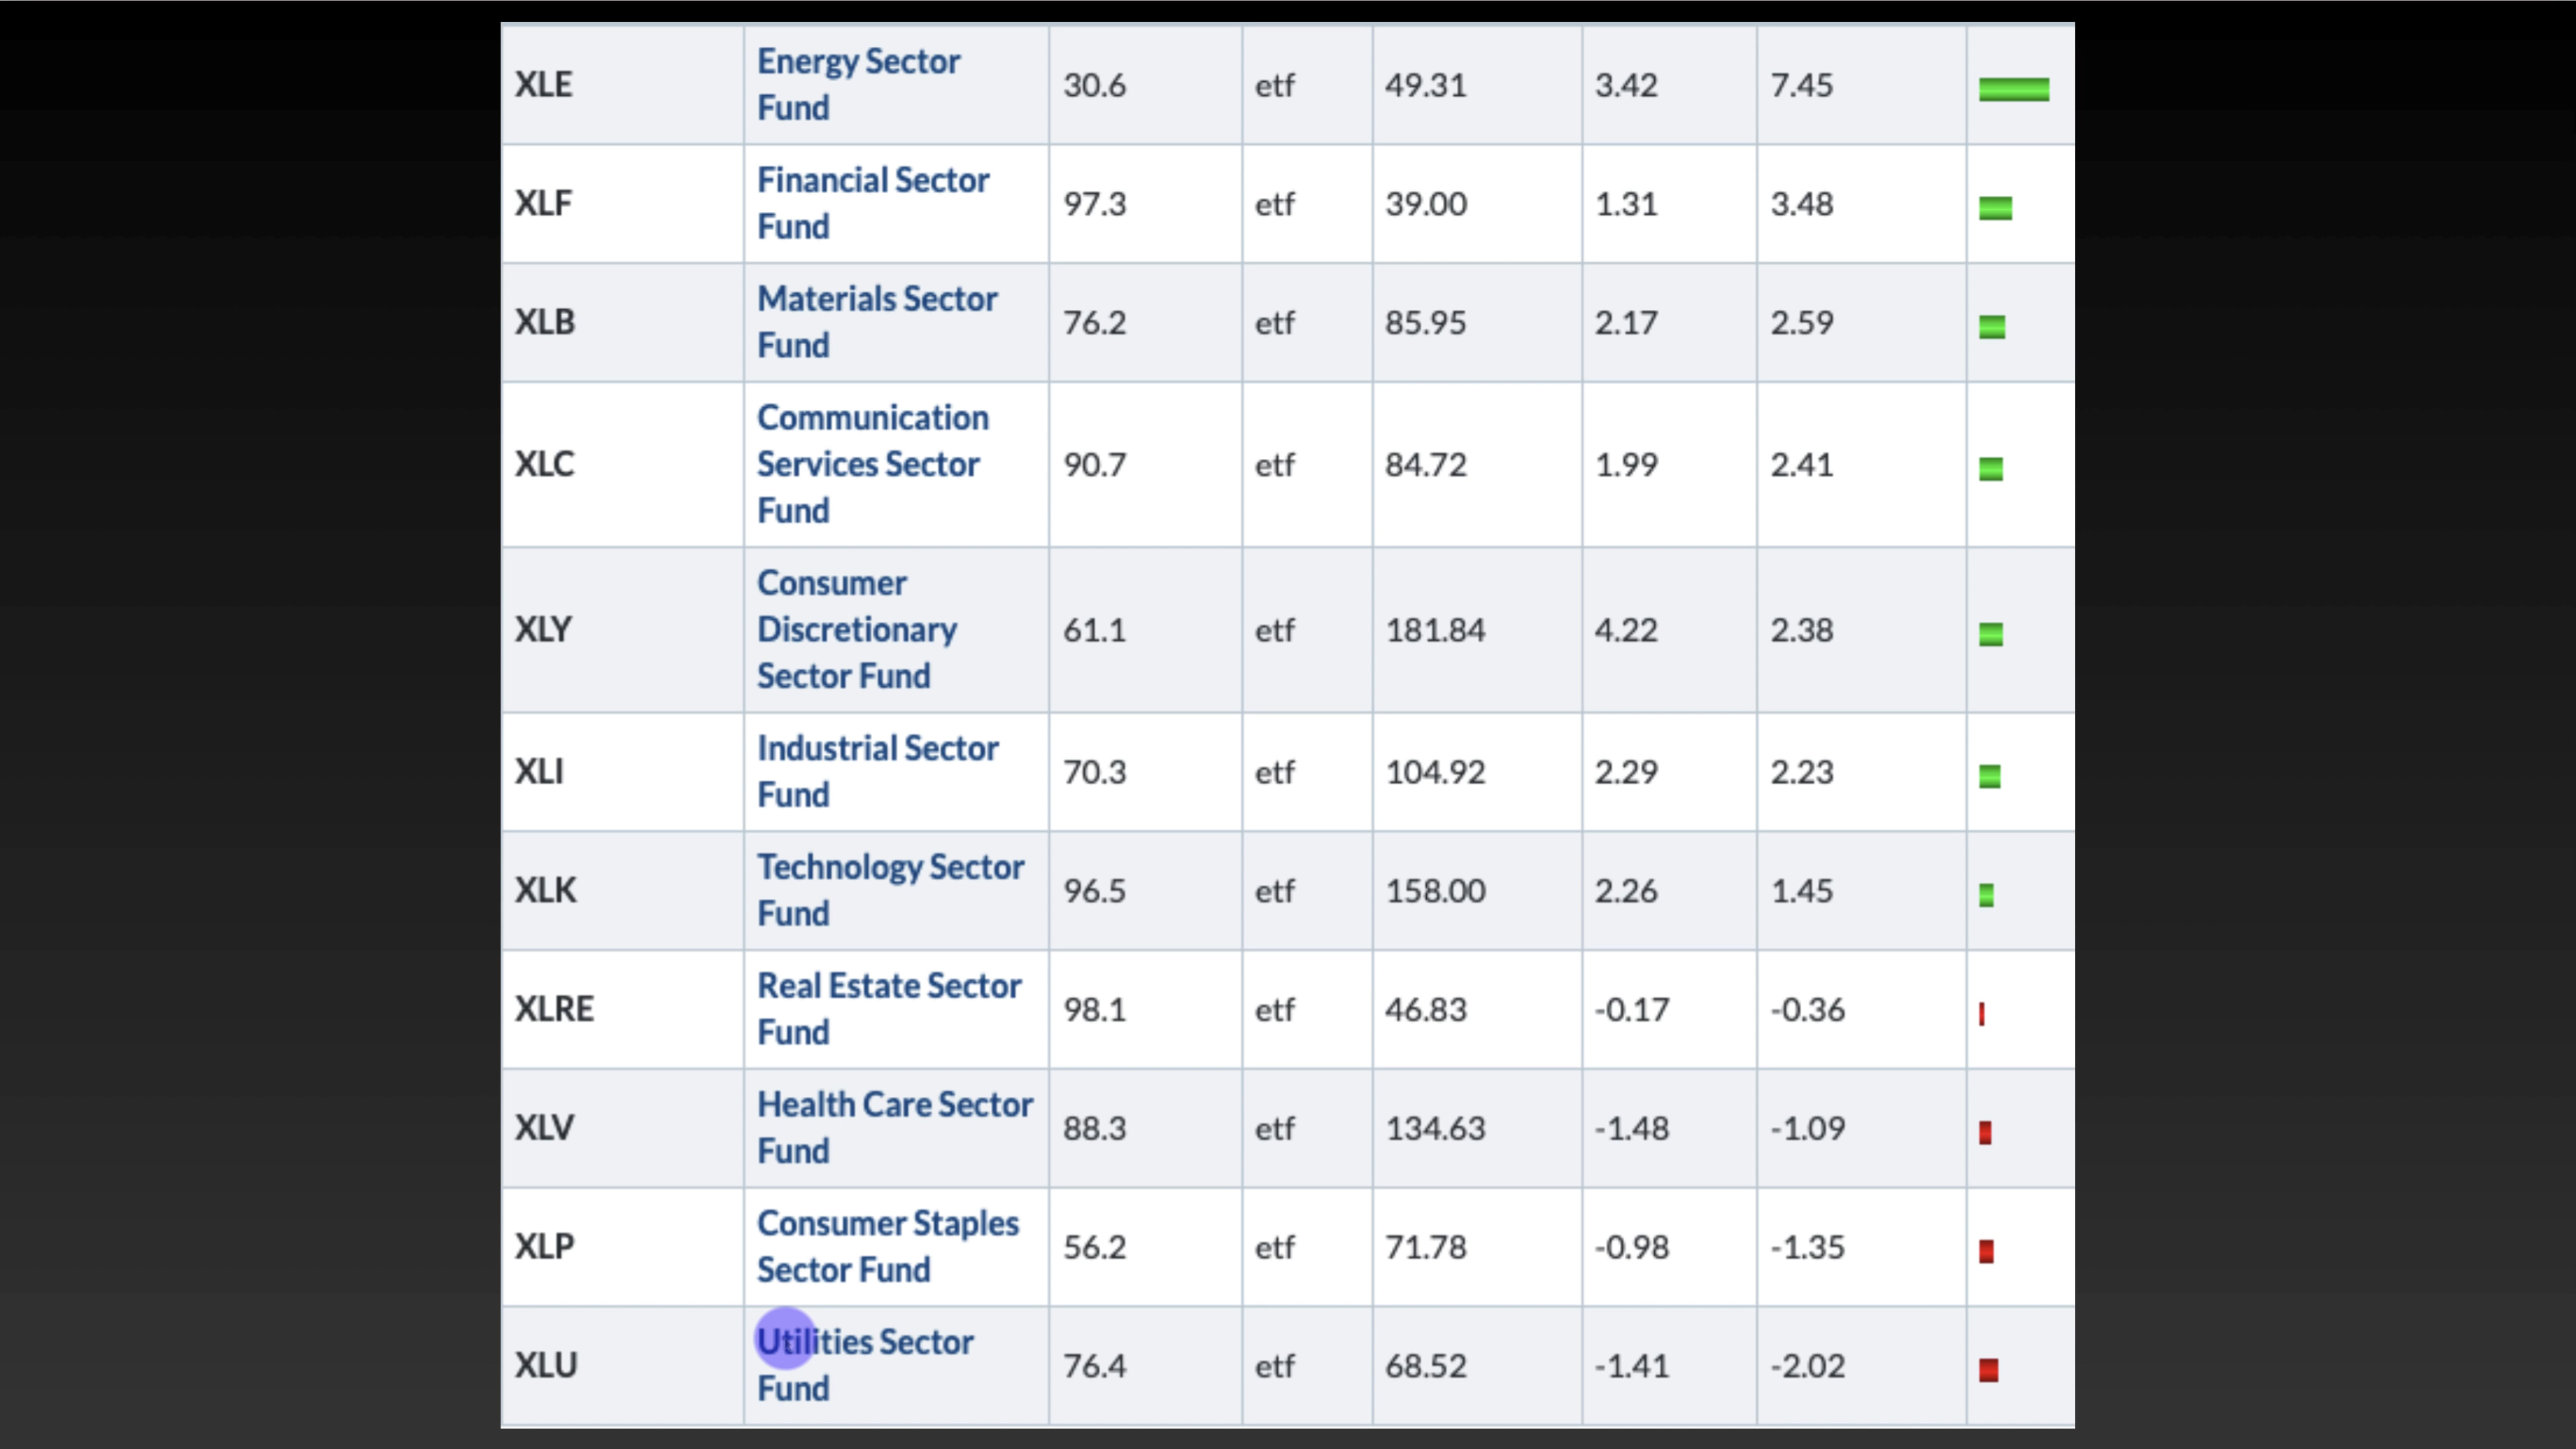 XLE Energy Sector 30.6 etf 49.31 3.42 7.45
Fund
XLF Financial Sector 97.3 etf 39.00 1.31 3.48
Fund
XLB Materials Sector 76.2 etf 85.95 2.17 2.59
Fund
Communication
XLC Services Sector 90.7 etf 84.72 1.99 2.41
Fund
Consumer
XLY Discretionary 61.1 etf 181.84 4.22 2.38
Sector Fund
XLI Industrial Sector 70.3 etf 104.92 2.29 2.23
Fund
XLK Technology Sector 96.5 etf 158.00 2.26 1.45
Fund
XLRE Real Estate Sector 98.1 etf 46.83 -0.17 -0.36
Fund
XLV Health Care Sector 88.3 etf 134.63 -1.48 -1.09
Fund
XLP Consumer Staples 56.2 etf 71.78 -0.98 -1.35
Sector Fund
XLU Utilities Sector 76.4 etf 68.52 -1.41 -2.02
Fund